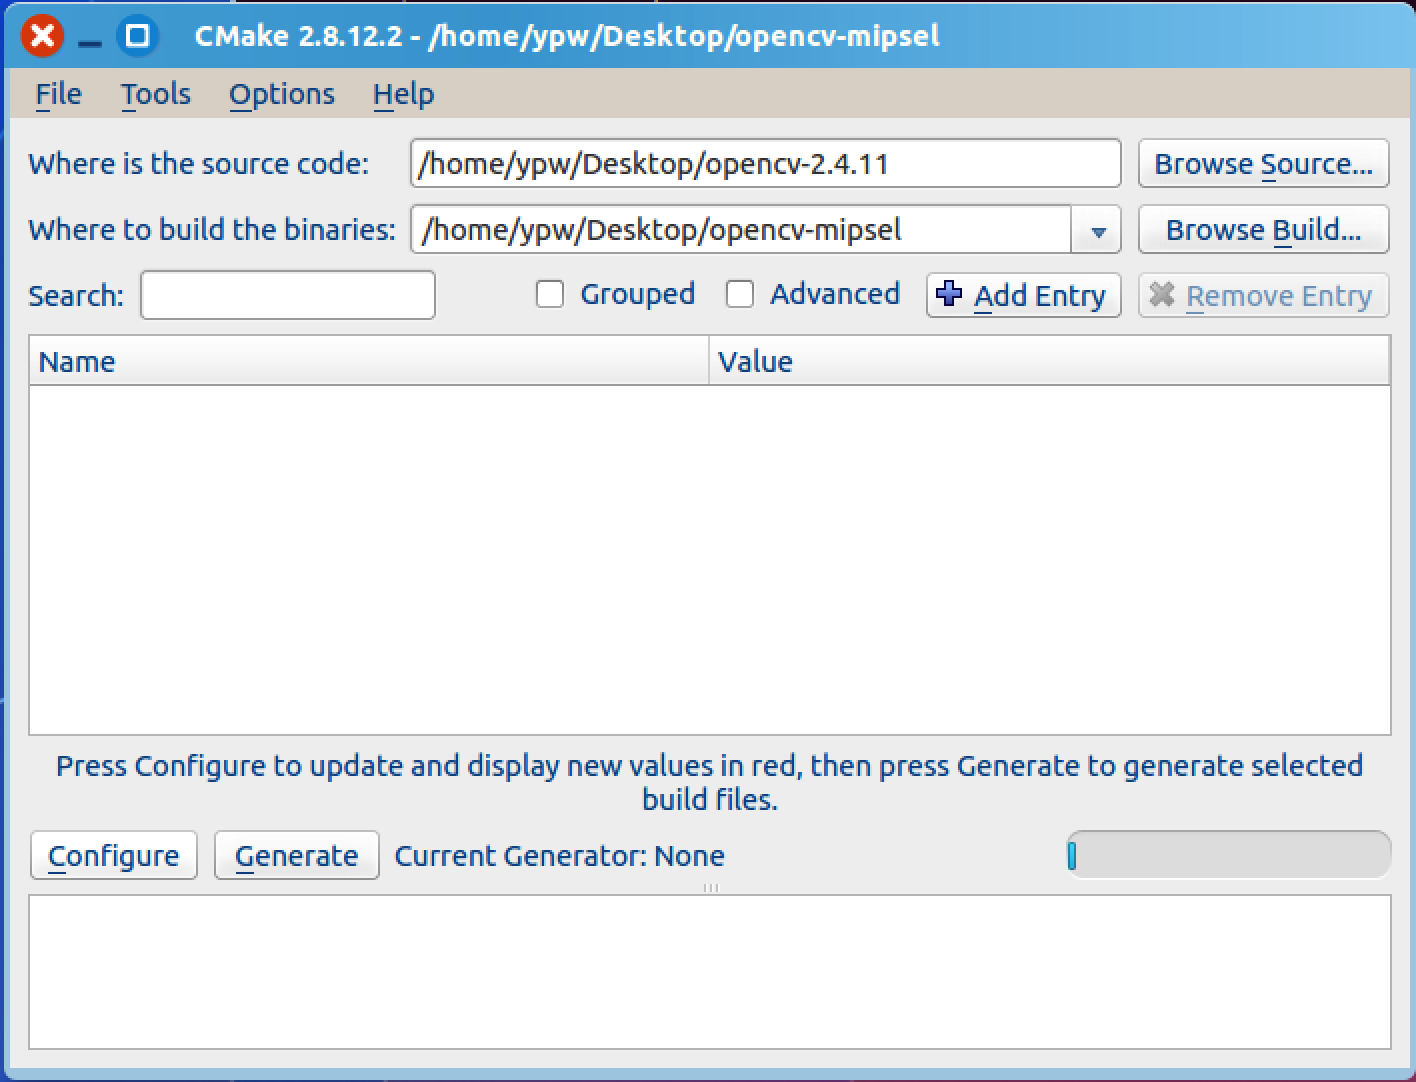 CMake 2.8.12.2 - /home/ypw/Desktop/opencv-mipsel
File Tools Options Help
Where is the source code: /home/ypw/Desktop/opencv-2.4.11 Browse Source...
Where to build the binaries: /home/ypw/Desktop/opencv-mipsel Browse Build...
Search: Grouped Advanced Add Entry Remove Entry
Name Value
Press Configure to update and display new values in red, then press Generate to generate selected
build files.
Configure Generate Current Generator: None